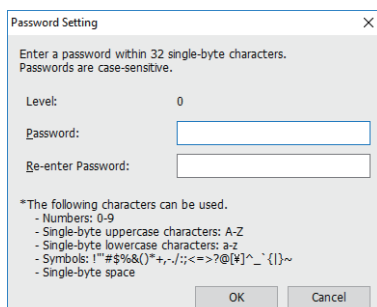 Password Setting
Enter a password within 32 single-byte characters.
Passwords are case-sensitive.
Level: 0
Password:
Re-enter Password:
*The following characters can be used.
- Numbers: 0-9
- Single-byte uppercase characters: A-Z
- Single-byte lowercase characters: a-z
- Symbols: !"'#$%&()*+,-./:;<=>?@[¥]^_`{|}~
- Single-byte space
OK Cancel